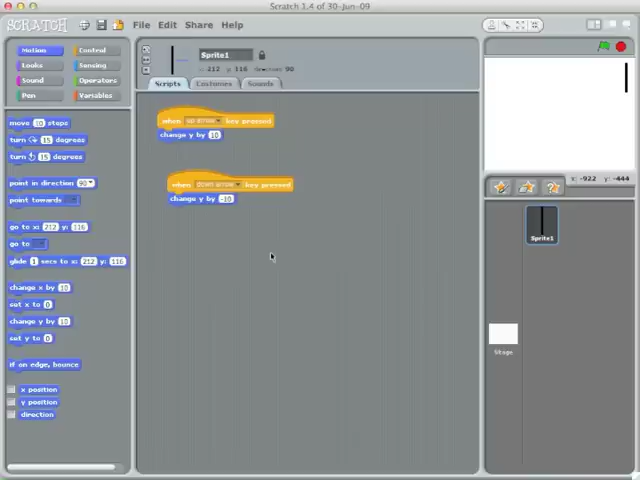 Scratch 1.4 of 30-Jun-09
SCRATCH File Edit Share Help
Motion Control
Looks Sensing
Sound Operators
Pen Variables
Sprite1
x: 212 y: 116 direction: 90
Scripts Costumes Sounds
move 10 steps
turn 15 degrees
turn 15 degrees
point in direction 90
point towards
go to x: 212 y: 116
go to
glide 1 secs to x: 212 y: 116
change x by 10
set x to 0
change y by 10
set y to 0
if on edge, bounce
x position
y position
direction
when up arrow key pressed
change y by 10
when down arrow key pressed
change y by -10
x: -922 y: -444
Sprite1
Stage